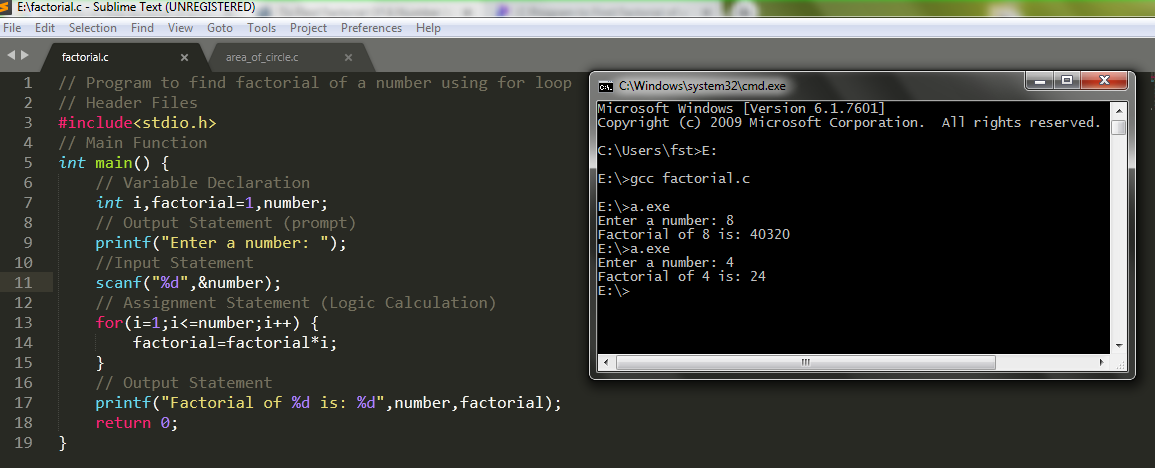 E:\factorial.c - Sublime Text (UNREGISTERED)
File Edit Selection Find View Goto Tools Project Preferences Help
factorial.c × area_of_circle.c ×
1 // Program to find factorial of a number using for loop
2 // Header Files
3 #include<stdio.h>
4 // Main Function
5 int main() {
6 // Variable Declaration
7 int i,factorial=1,number;
8 // Output Statement (prompt)
9 printf("Enter a number: ");
10 //Input Statement
11 scanf("%d",&number);
12 // Assignment Statement (Logic Calculation)
13 for(i=1;i<=number;i++) {
14 factorial=factorial*i;
15 }
16 // Output Statement
17 printf("Factorial of %d is: %d",number,factorial);
18 return 0;
19 }
C:\Windows\system32\cmd.exe
Microsoft Windows [Version 6.1.7601]
Copyright (c) 2009 Microsoft Corporation.  All rights reserved.
C:\Users\fst>E:
E:\>gcc factorial.c
E:\>a.exe
Enter a number: 8
Factorial of 8 is: 40320
E:\>a.exe
Enter a number: 4
Factorial of 4 is: 24
E:\>